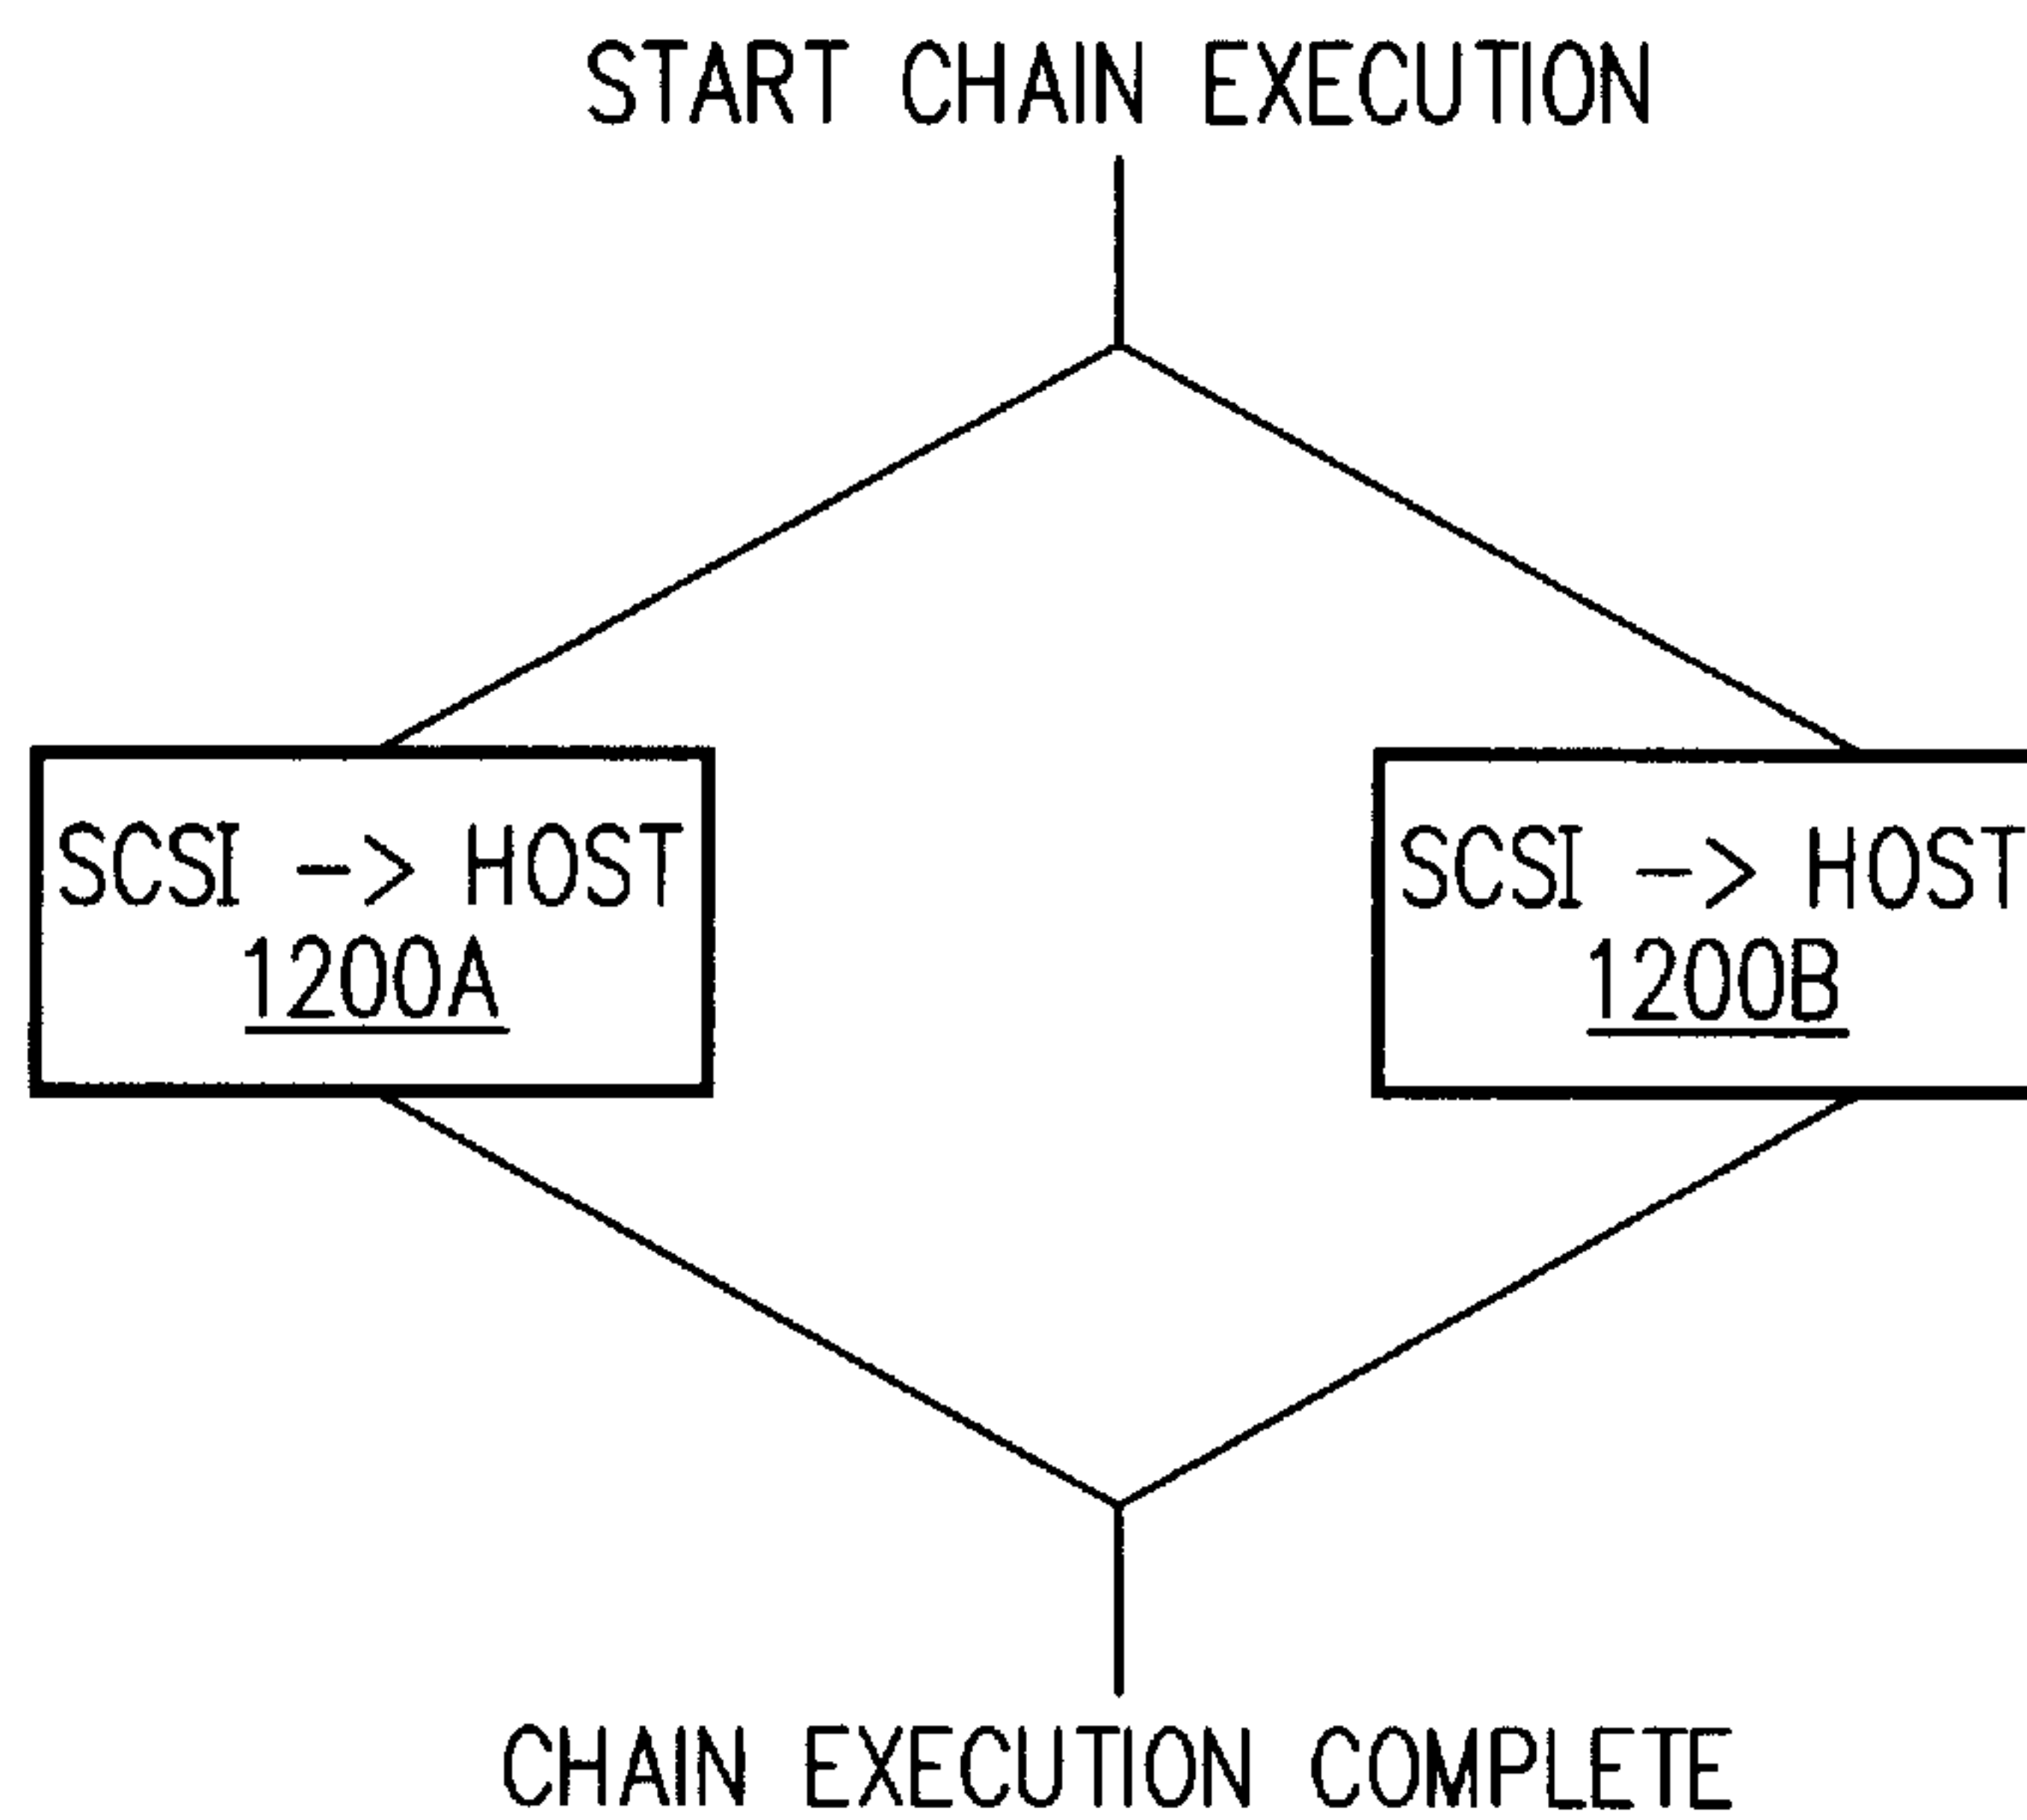 START CHAIN EXECUTION
SCSI -> HOST
1200A
SCSI -> HOST
1200B
CHAIN EXECUTION COMPLETE